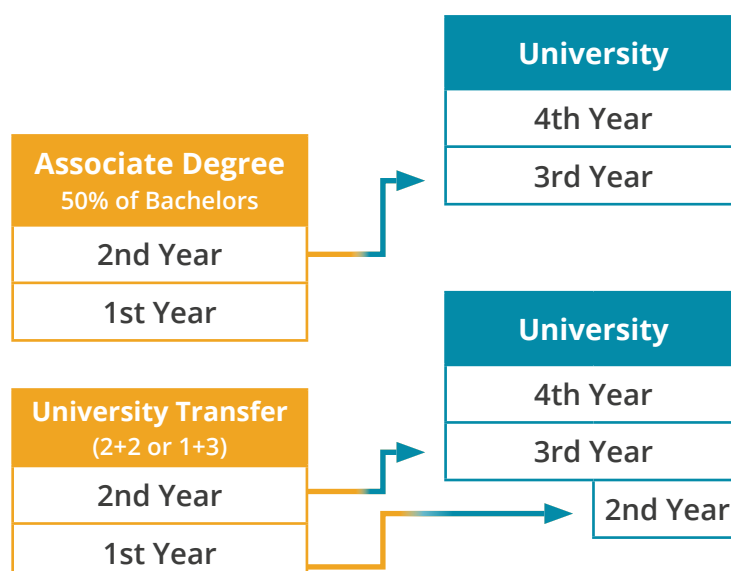 Associate Degree
50% of Bachelors
2nd Year
1st Year
University
4th Year
3rd Year
University Transfer
(2+2 or 1+3)
2nd Year
1st Year
University
4th Year
3rd Year
2nd Year